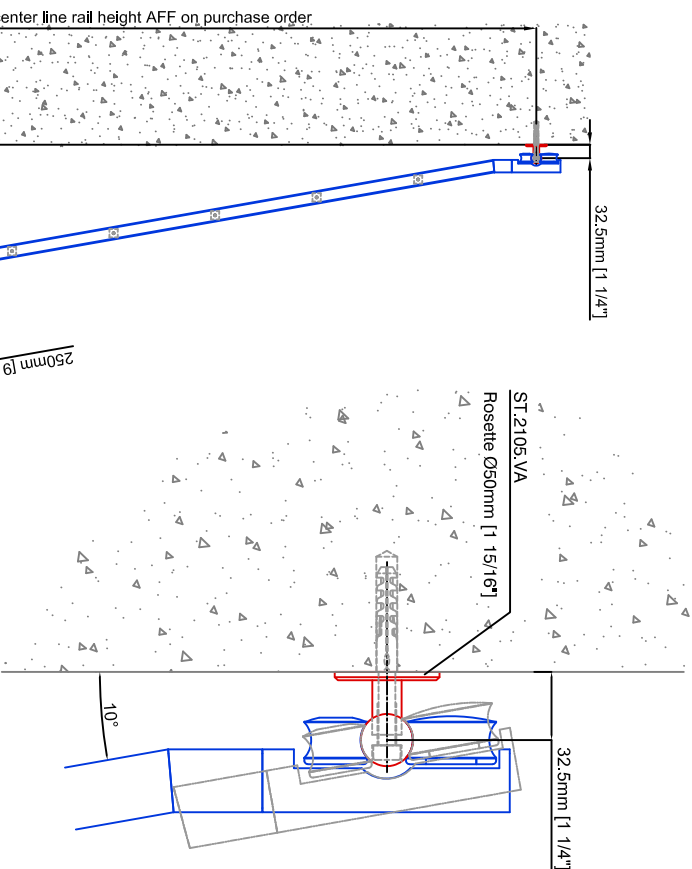 center line rail height AFF on purchase order
32.5mm [1 1/4"]
250mm [9
ST.2105.VA
Rosette Ø50mm [1 15/16"]
10°
32.5mm [1 1/4"]